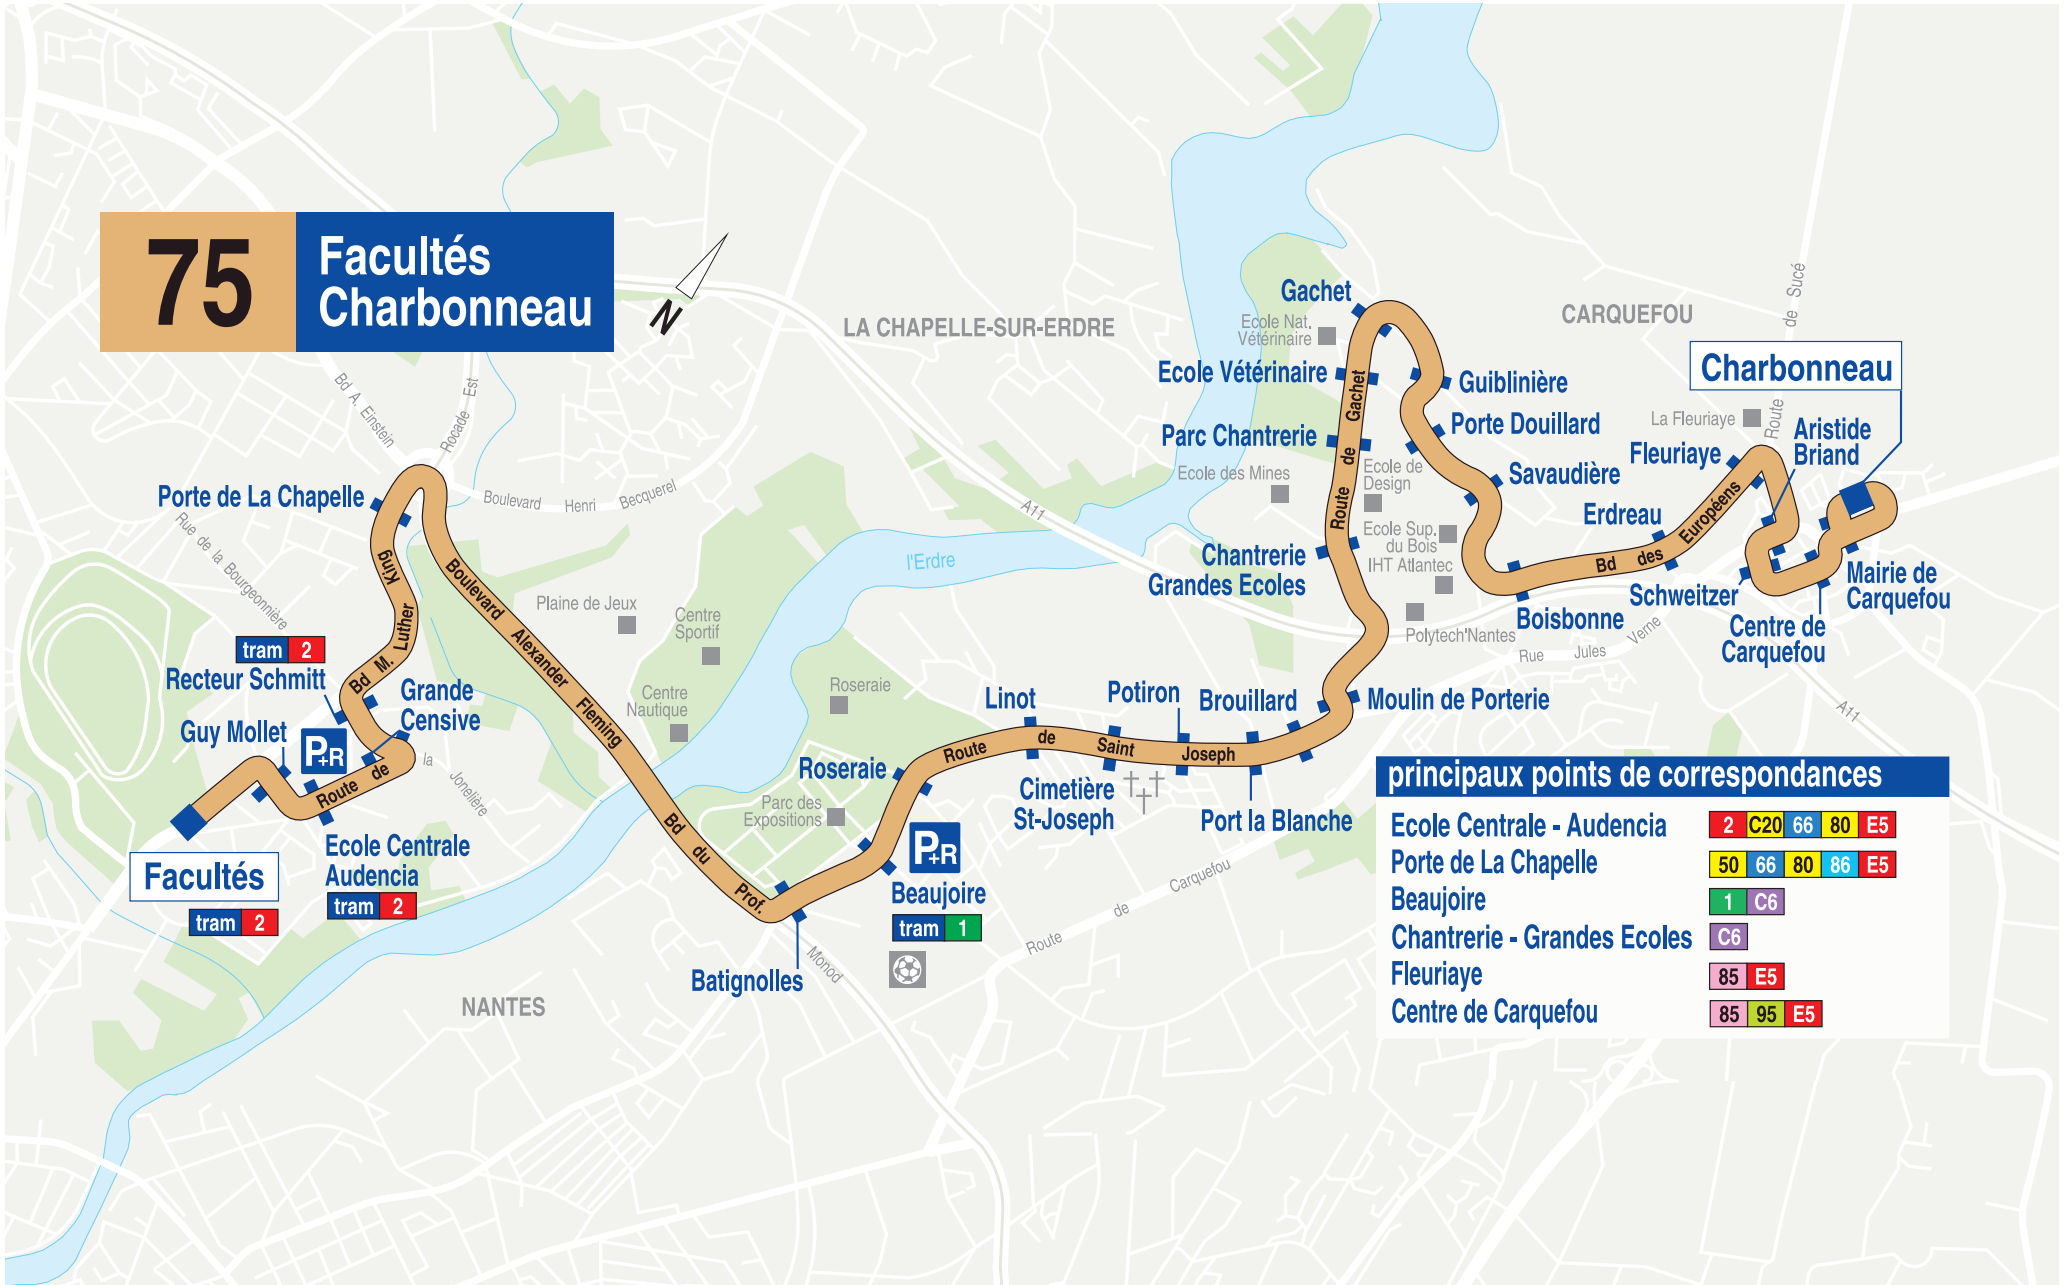 75
Facultés
Charbonneau
N
LA CHAPELLE-SUR-ERDRE
CARQUEFOU
NANTES
Bd A. Einstein
Rocade Est
Boulevard Henri Becquerel
Rue de la Bourgeonnière
Porte de La Chapelle
Bd M. Luther King
tram 2
Recteur Schmitt
Grande
Censive
Guy Mollet
P+R
Route de
la Jonelière
Ecole Centrale
Audencia
tram 2
Facultés
tram 2
Boulevard Alexander Fleming
Plaine de Jeux
Centre
Sportif
Centre
Nautique
l'Erdre
A11
Roseraie
Parc des
Expositions
Bd du Prof.
Monod
Batignolles
Roseraie
P+R
Beaujoire
tram 1
Route de Saint Joseph
Linot
Cimetière
St-Joseph
Potiron
Brouillard
Port la Blanche
Moulin de Porterie
Route de Carquefou
Gachet
Ecole Nat.
Vétérinaire
Ecole Vétérinaire
Parc Chantrerie
Ecole des Mines
Route de Gachet
Chantrerie
Grandes Ecoles
Ecole de
Design
Ecole Sup.
du Bois
IHT Atlantec
Polytech'Nantes
Guiblinière
Porte Douillard
Savaudière
Boisbonne
Rue Jules Verne
Bd des Européens
Erdreau
Schweitzer
Fleuriaye
La Fleuriaye
Route de Sucé
Charbonneau
Aristide
Briand
Mairie de
Carquefou
Centre de
Carquefou
A11
principaux points de correspondances
Ecole Centrale - Audencia 2 C20 66 80 E5
Porte de La Chapelle 50 66 80 86 E5
Beaujoire 1 C6
Chantrerie - Grandes Ecoles C6
Fleuriaye 85 E5
Centre de Carquefou 85 95 E5